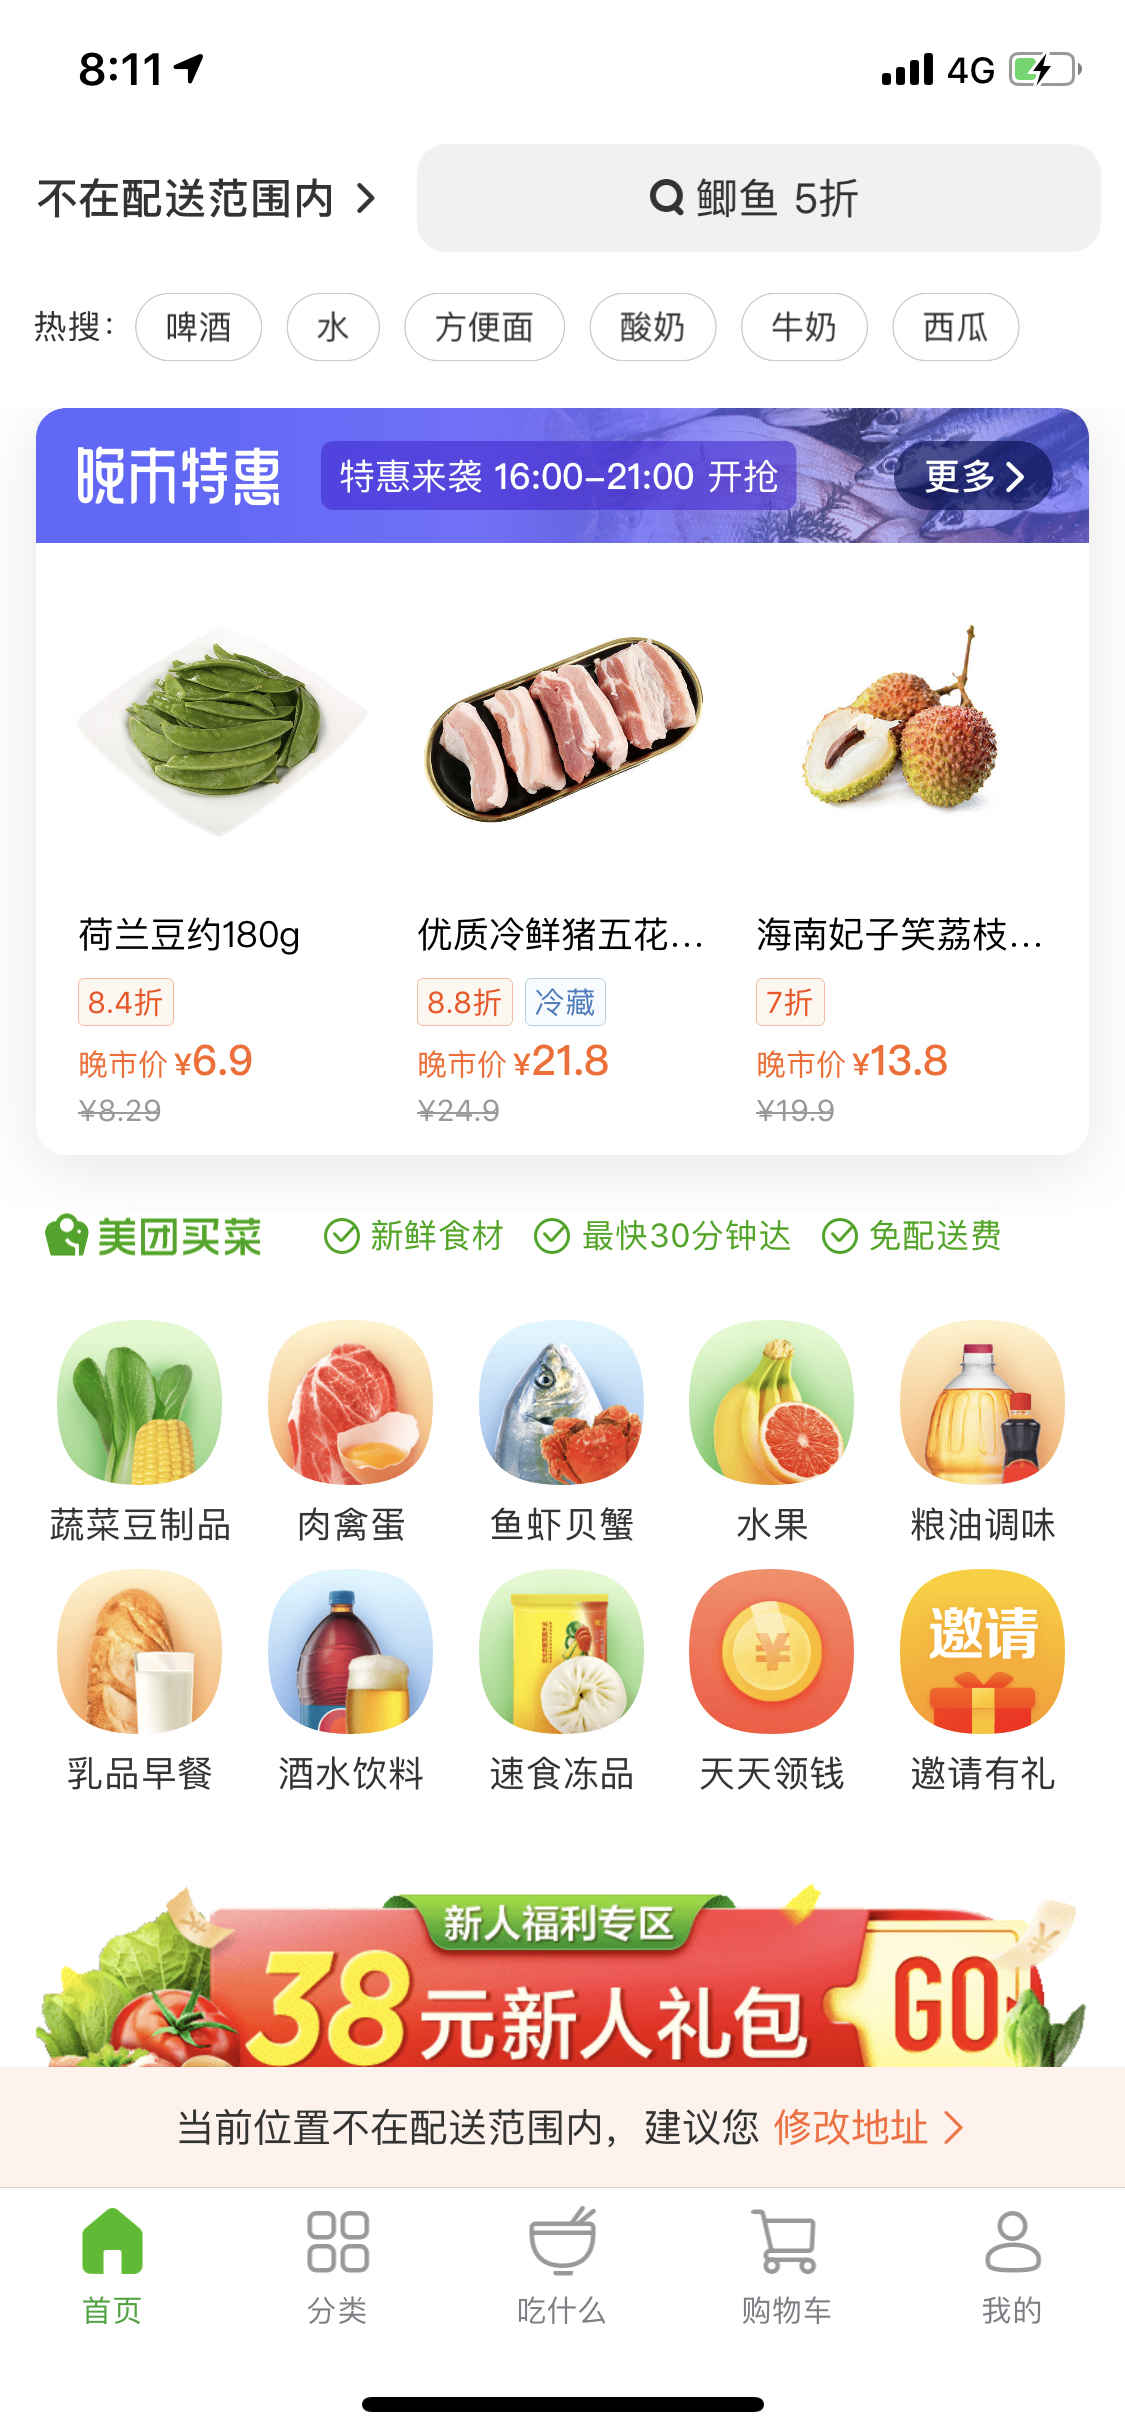 8:11 4G
不在配送范围内
鲫鱼 5折
热搜：
啤酒
水
方便面
酸奶
牛奶
西瓜
晚市特惠
特惠来袭 16:00-21:00 开抢
更多
荷兰豆约180g
8.4折
晚市价 ¥6.9
¥8.29
优质冷鲜猪五花...
8.8折 冷藏
晚市价 ¥21.8
¥24.9
海南妃子笑荔枝...
7折
晚市价 ¥13.8
¥19.9
美团买菜
新鲜食材
最快30分钟达
免配送费
蔬菜豆制品
肉禽蛋
鱼虾贝蟹
水果
粮油调味
¥
邀请
乳品早餐
酒水饮料
速食冻品
天天领钱
邀请有礼
新人福利专区
38元新人礼包
GO
当前位置不在配送范围内，建议您 修改地址
首页
分类
吃什么
购物车
我的